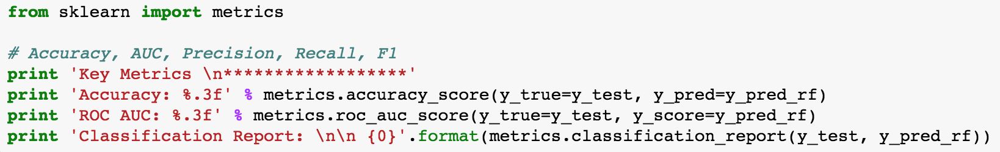 from sklearn import metrics
# Accuracy, AUC, Precision, Recall, F1
print 'Key Metrics \n******************'
print 'Accuracy: %.3f' % metrics.accuracy_score(y_true=y_test, y_pred=y_pred_rf)
print 'ROC AUC: %.3f' % metrics.roc_auc_score(y_true=y_test, y_score=y_pred_rf)
print 'Classification Report: \n\n {0}'.format(metrics.classification_report(y_test, y_pred_rf))